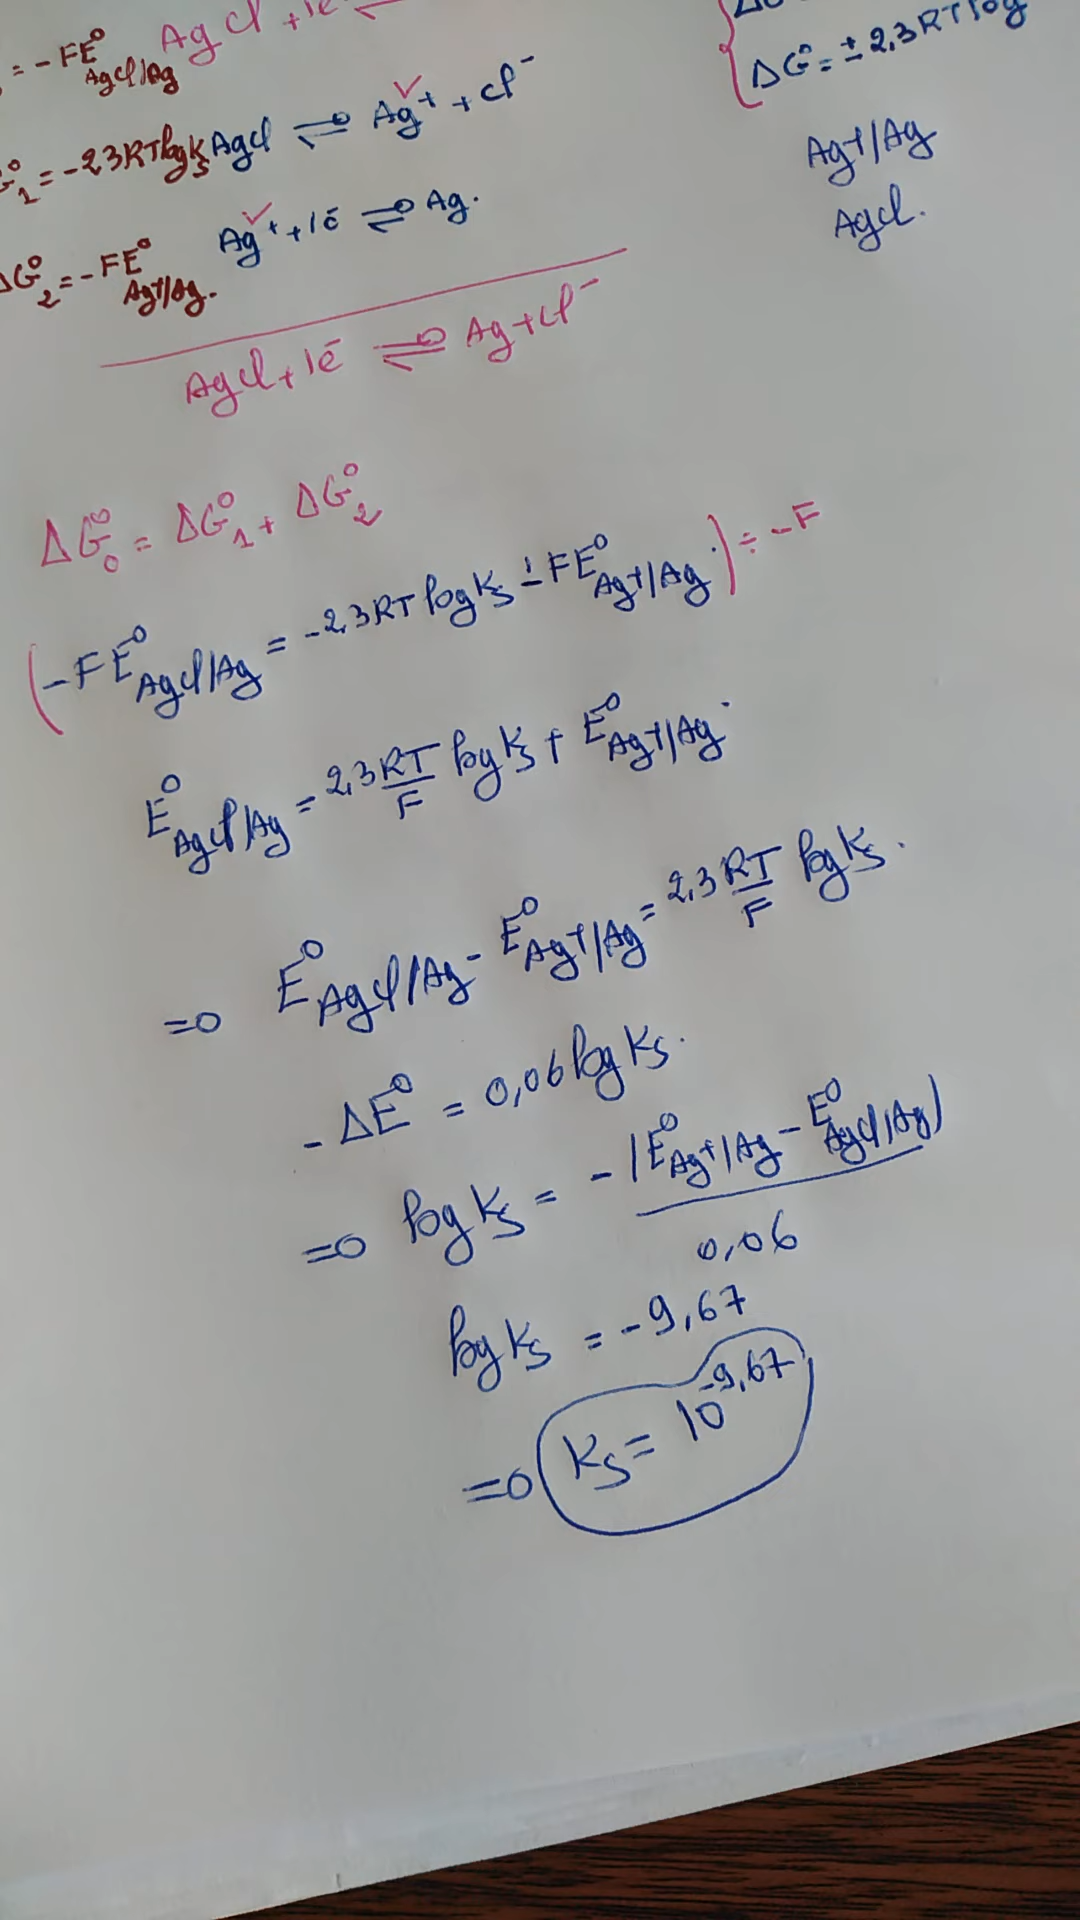 = -FE°AgCl/Ag AgCl + 1e⁻ ⇌
ΔG° = ± 2,3RT log
G°₁ = -2,3RT log Ks AgCl ⇌ Ag⁺ + Cl⁻
Ag⁺/Ag
AgCl.
ΔG°₂ = -FE°Ag⁺/Ag. Ag⁺ + 1e⁻ ⇌ Ag.
AgCl + 1e⁻ ⇌ Ag + Cl⁻
ΔG°₀ = ΔG°₁ + ΔG°₂
(-FE°AgCl/Ag = -2,3RT log Ks - FE°Ag⁺/Ag.) ÷ -F
E°AgCl/Ag = 2,3 RT/F log Ks + E°Ag⁺/Ag.
⇒ E°AgCl/Ag - E°Ag⁺/Ag = 2,3 RT/F log Ks.
-ΔE° = 0,06 log Ks.
⇒ log Ks = -(E°Ag⁺/Ag - E°AgCl/Ag) / 0,06
log Ks = -9,67
⇒ Ks = 10^-9,67